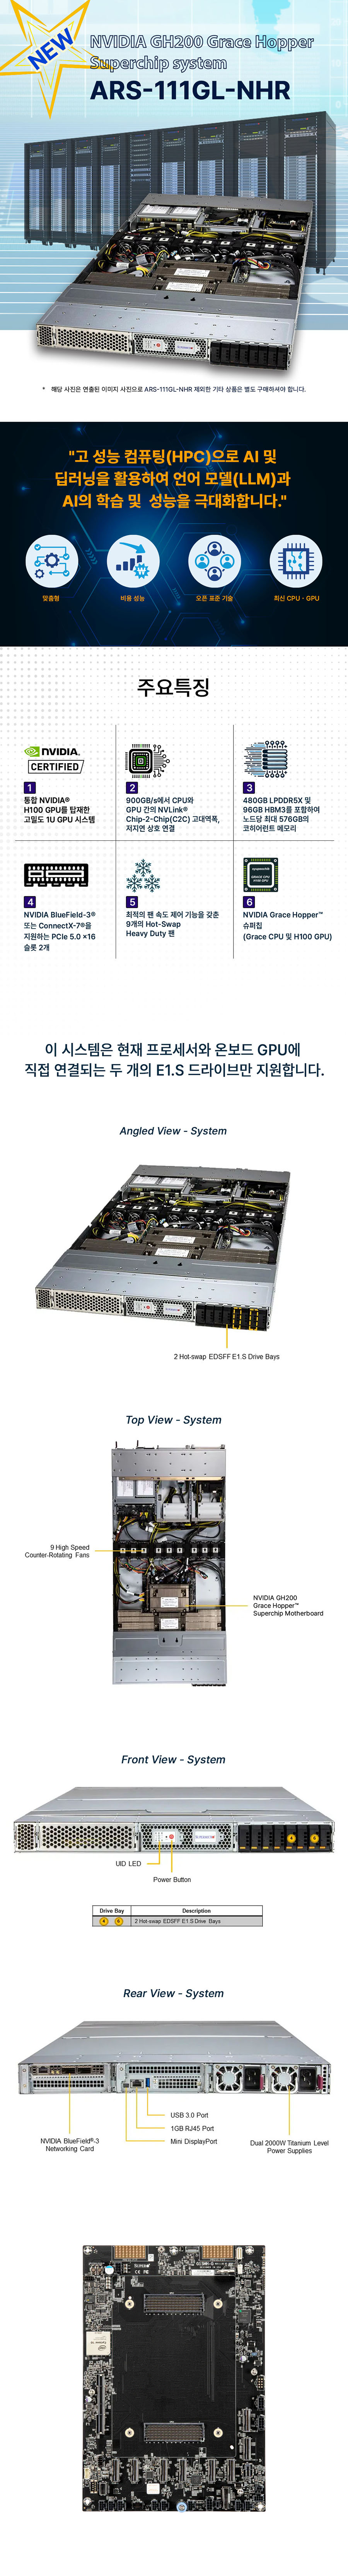 NEW
NVIDIA GH200 Grace Hopper
Superchip system
ARS-111GL-NHR
* 해당 사진은 연출된 이미지 사진으로 ARS-111GL-NHR 제외한 기타 상품은 별도 구매하셔야 합니다.
"고 성능 컴퓨팅(HPC)으로 AI 및
딥러닝을 활용하여 언어 모델(LLM)과
AI의 학습 및 성능을 극대화합니다."
맞춤형
비용 성능
오픈 표준 기술
최신 CPU - GPU
주요특징
NVIDIA.
CERTIFIED
1
통합 NVIDIA®
H100 GPU를 탑재한
고밀도 1U GPU 시스템
2
900GB/s에서 CPU와
GPU 간의 NVLink®
Chip-2-Chip(C2C) 고대역폭,
저지연 상호 연결
3
480GB LPDDR5X 및
96GB HBM3를 포함하여
노드당 최대 576GB의
코히어런트 메모리
4
NVIDIA BlueField-3®
또는 ConnectX-7®을
지원하는 PCIe 5.0 x16
슬롯 2개
5
최적의 팬 속도 제어 기능을 갖춘
9개의 Hot-Swap
Heavy Duty 팬
GRACE CPU
H100 GPU
6
NVIDIA Grace Hopper™
슈퍼칩
(Grace CPU 및 H100 GPU)
이 시스템은 현재 프로세서와 온보드 GPU에
직접 연결되는 두 개의 E1.S 드라이브만 지원합니다.
Angled View - System
2 Hot-swap EDSFF E1.S Drive Bays
Top View - System
9 High Speed
Counter-Rotating Fans
NVIDIA GH200
Grace Hopper™
Superchip Motherboard
Front View - System
UID LED
Power Button
Drive Bay Description
2 Hot-swap EDSFF E1.S Drive Bays
Rear View - System
USB 3.0 Port
1GB RJ45 Port
Mini DisplayPort
NVIDIA BlueField®-3
Networking Card
Dual 2000W Titanium Level
Power Supplies